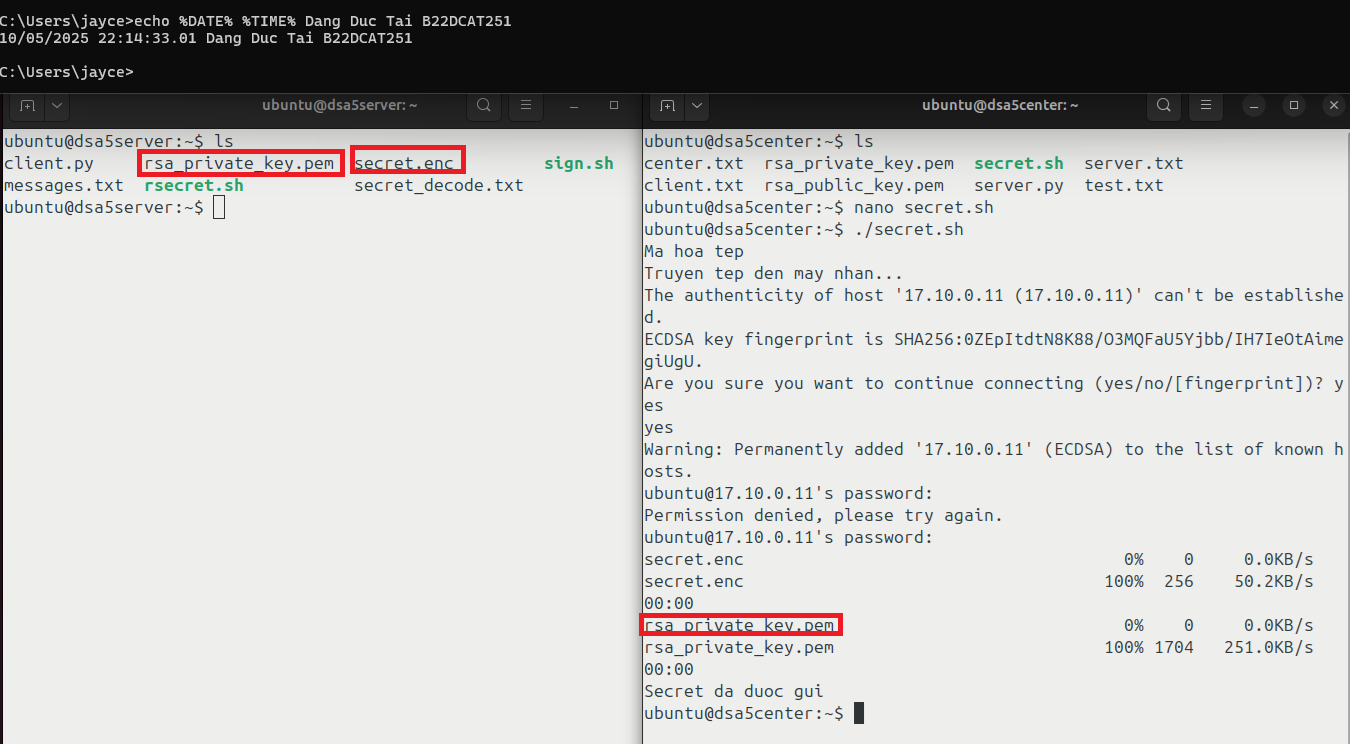 C:\Users\jayce>echo %DATE% %TIME% Dang Duc Tai B22DCAT251
10/05/2025 22:14:33.01 Dang Duc Tai B22DCAT251
C:\Users\jayce>
ubuntu@dsa5server: ~
ubuntu@dsa5server:~$ ls
client.py rsa_private_key.pem secret.enc sign.sh
messages.txt rsecret.sh secret_decode.txt
ubuntu@dsa5server:~$
ubuntu@dsa5center: ~
ubuntu@dsa5center:~$ ls
center.txt rsa_private_key.pem secret.sh server.txt
client.txt rsa_public_key.pem server.py test.txt
ubuntu@dsa5center:~$ nano secret.sh
ubuntu@dsa5center:~$ ./secret.sh
Ma hoa tep
Truyen tep den may nhan...
The authenticity of host '17.10.0.11 (17.10.0.11)' can't be establishe
d.
ECDSA key fingerprint is SHA256:0ZEpItdtN8K88/O3MQFaU5Yjbb/IH7IeOtAime
giUgU.
Are you sure you want to continue connecting (yes/no/[fingerprint])? y
es
yes
Warning: Permanently added '17.10.0.11' (ECDSA) to the list of known h
osts.
ubuntu@17.10.0.11's password:
Permission denied, please try again.
ubuntu@17.10.0.11's password:
secret.enc 0% 0 0.0KB/s
secret.enc 100% 256 50.2KB/s
00:00
rsa_private_key.pem 0% 0 0.0KB/s
rsa_private_key.pem 100% 1704 251.0KB/s
00:00
Secret da duoc gui
ubuntu@dsa5center:~$